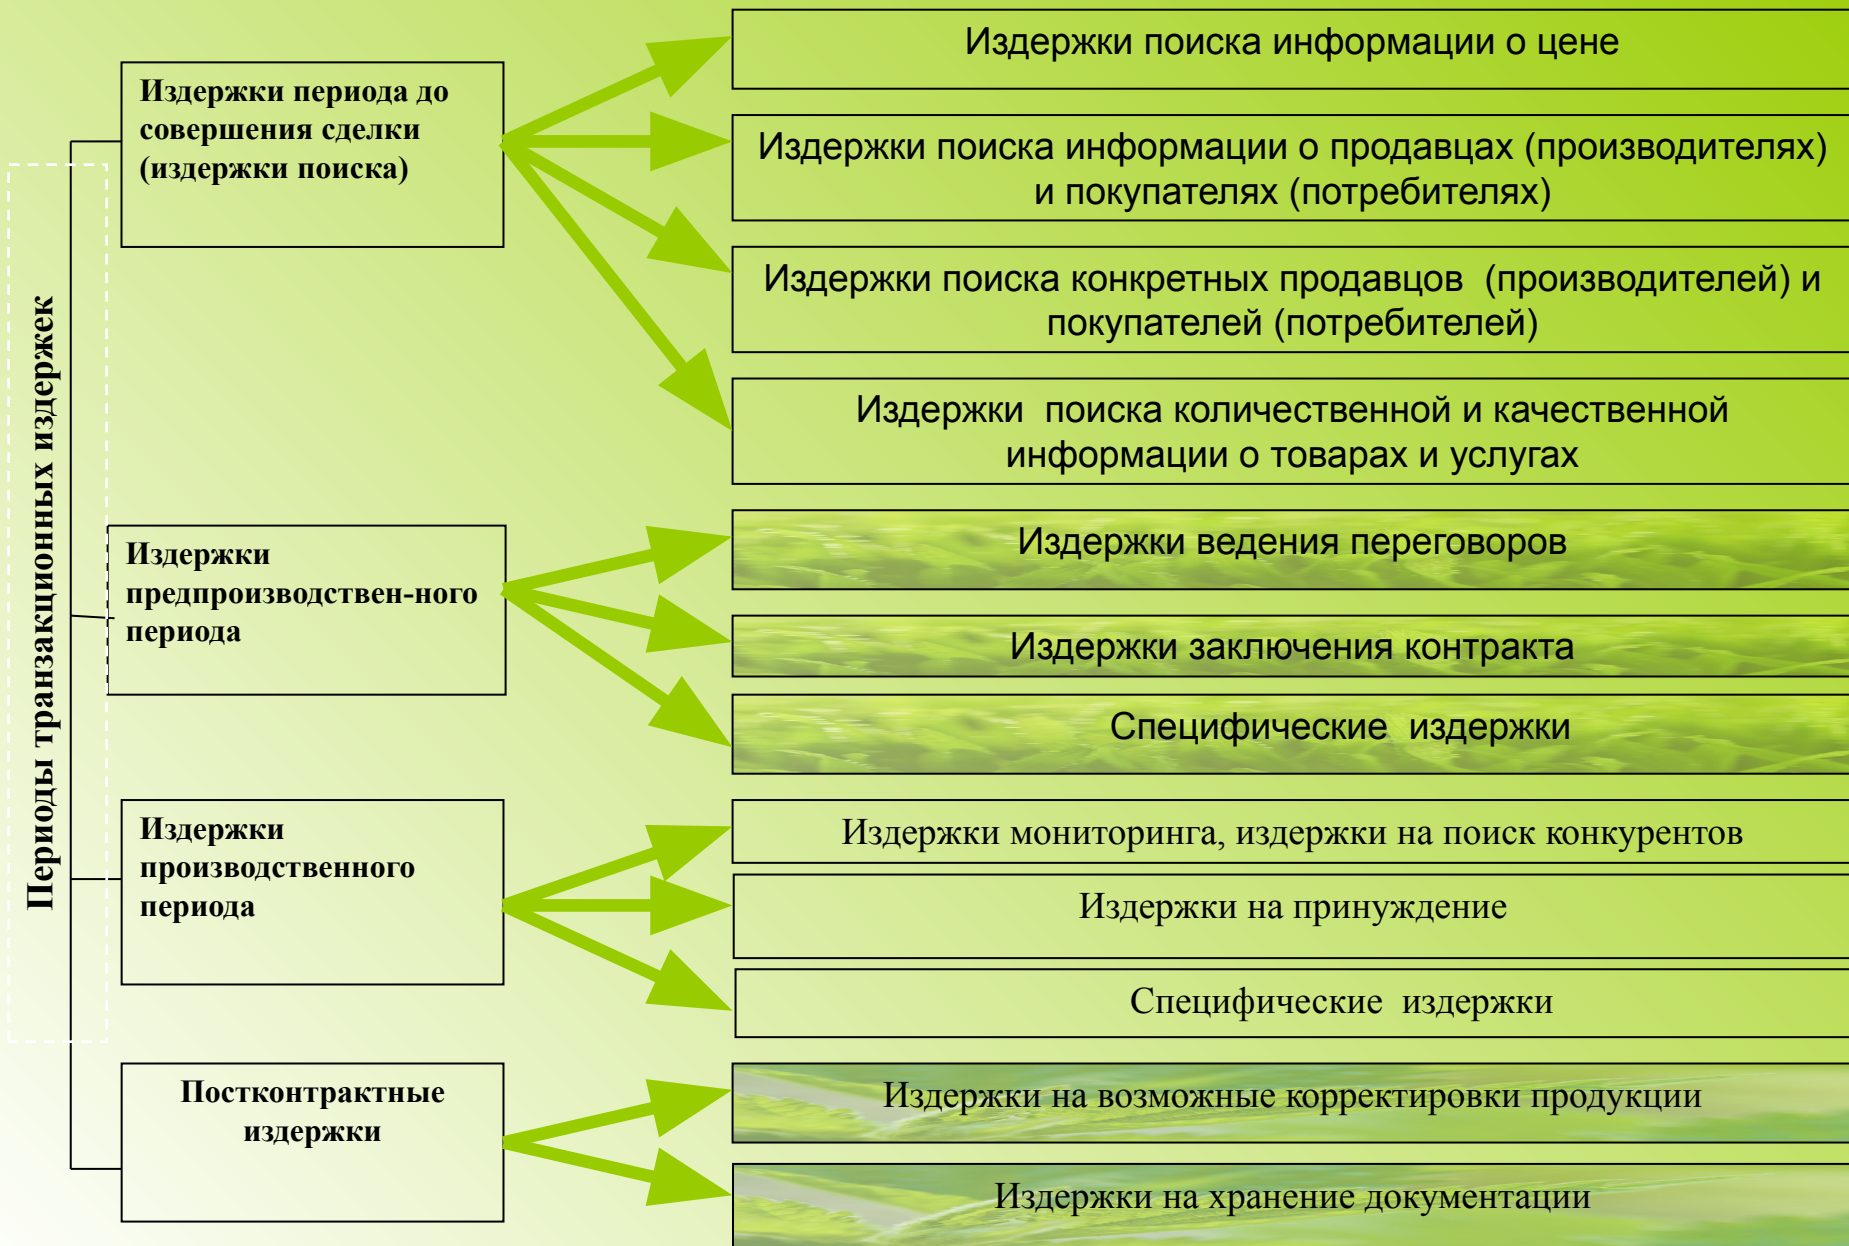 Периоды транзакционных издержек
Издержки периода до
совершения сделки
(издержки поиска)
Издержки поиска информации о цене
Издержки поиска информации о продавцах (производителях)
и покупателях (потребителях)
Издержки поиска конкретных продавцов (производителей) и
покупателей (потребителей)
Издержки поиска количественной и качественной
информации о товарах и услугах
Издержки
предпроизводствен-ного
периода
Издержки ведения переговоров
Издержки заключения контракта
Специфические издержки
Издержки
производственного
периода
Издержки мониторинга, издержки на поиск конкурентов
Издержки на принуждение
Специфические издержки
Постконтрактные
издержки
Издержки на возможные корректировки продукции
Издержки на хранение документации